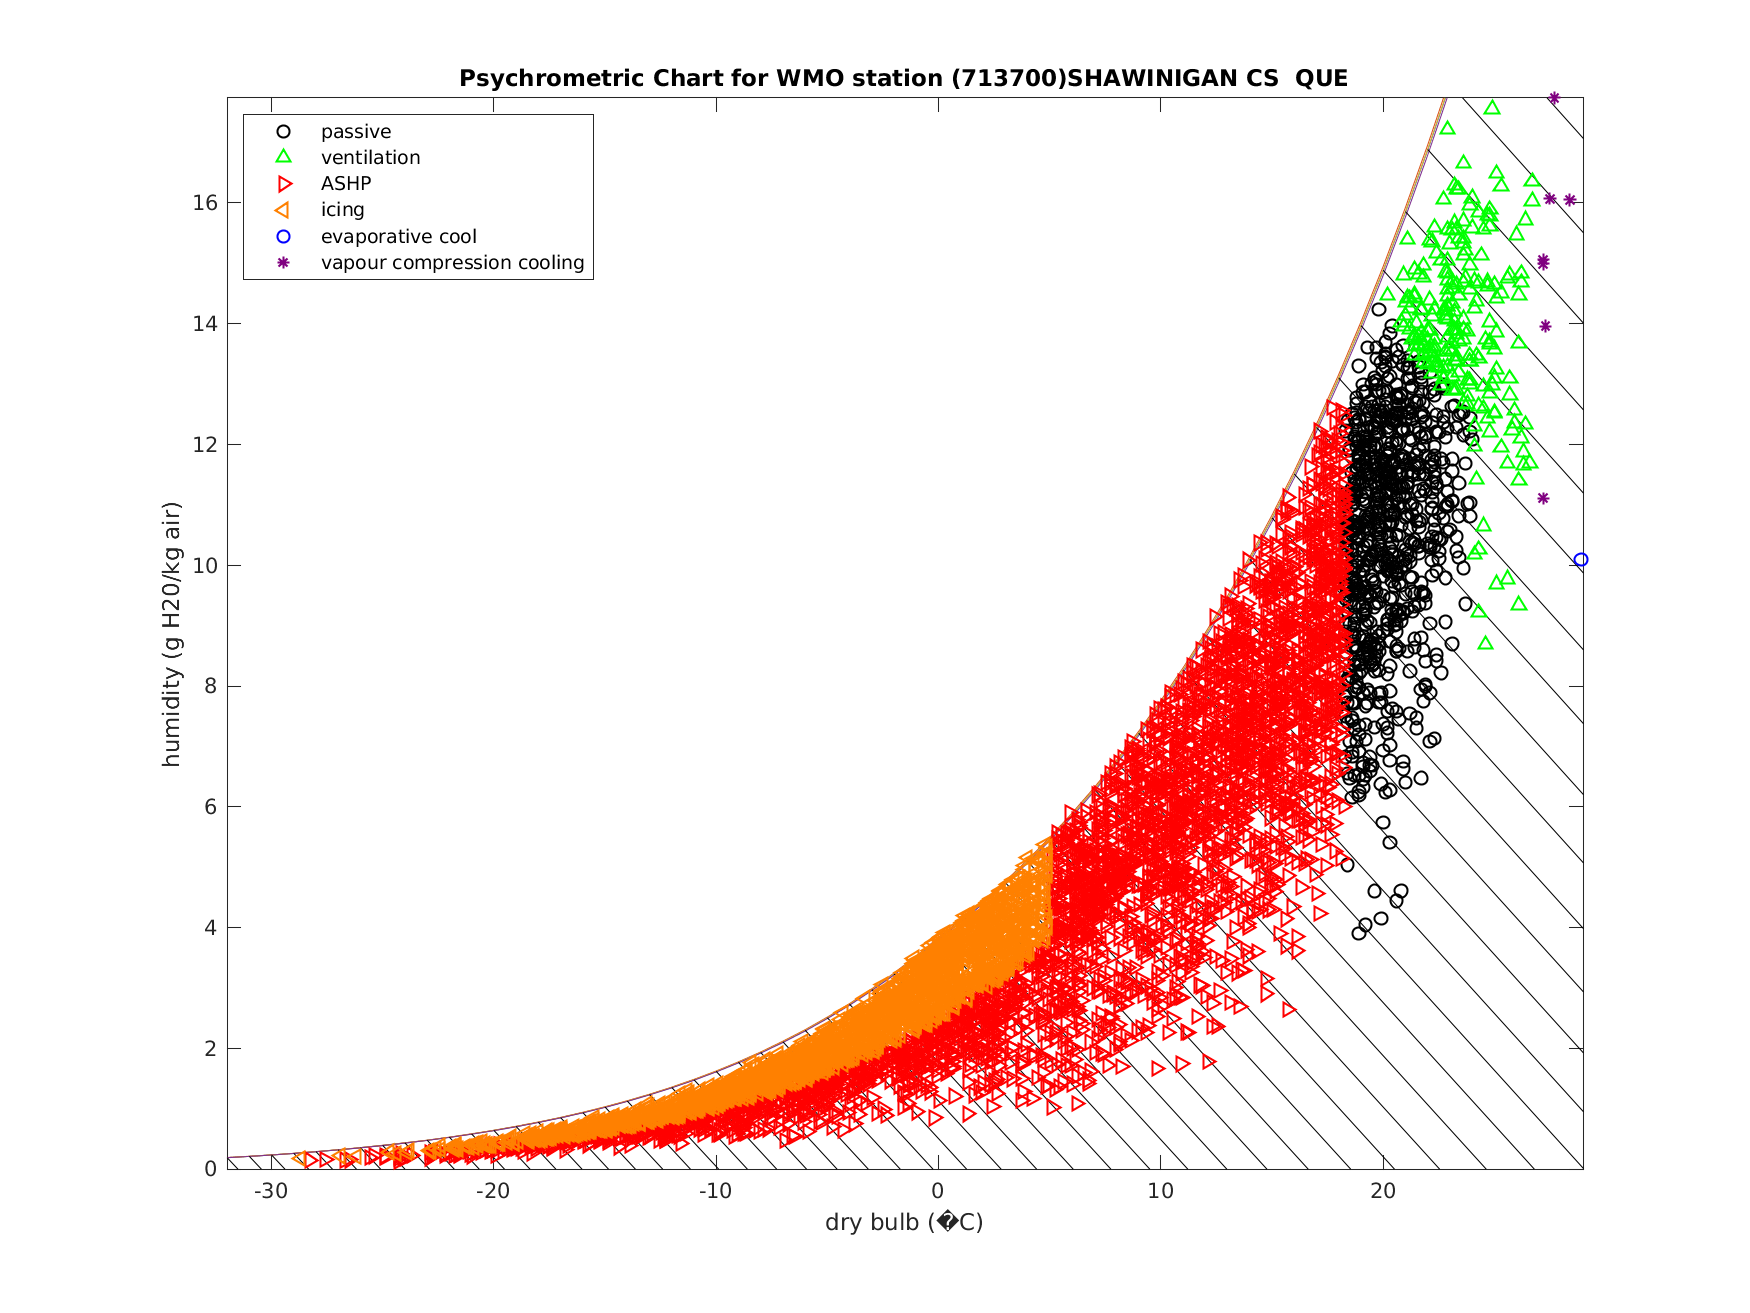 Psychrometric Chart for WMO station (713700)SHAWINIGAN CS  QUE
passive
ventilation
ASHP
icing
evaporative cool
vapour compression cooling
humidity (g H20/kg air)
16
14
12
10
8
6
4
2
0
-30 -20 -10 0 10 20
dry bulb (�C)